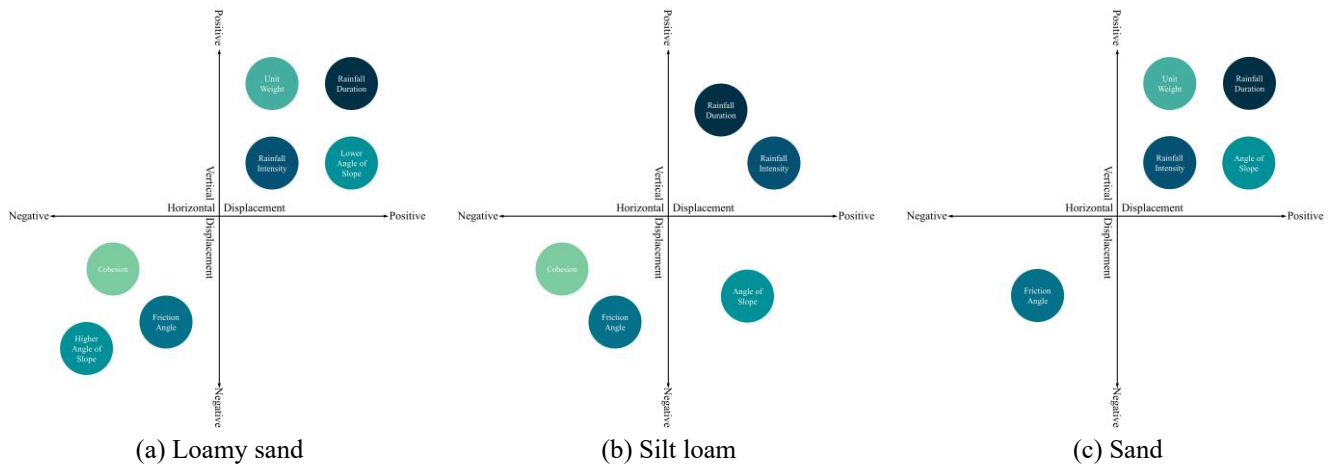 Positive
Unit
Weight
Rainfall
Duration
Rainfall
Intensity
Lower
Angle of
Slope
Vertical
Negative
Horizontal
Displacement
Positive
Displacement
Cohesion
Friction
Angle
Higher
Angle of
Slope
Negative
(a) Loamy sand
Positive
Rainfall
Duration
Rainfall
Intensity
Vertical
Negative
Horizontal
Displacement
Positive
Displacement
Cohesion
Friction
Angle
Angle of
Slope
Negative
(b) Silt loam
Positive
Unit
Weight
Rainfall
Duration
Rainfall
Intensity
Angle of
Slope
Vertical
Negative
Horizontal
Displacement
Positive
Displacement
Friction
Angle
Negative
(c) Sand